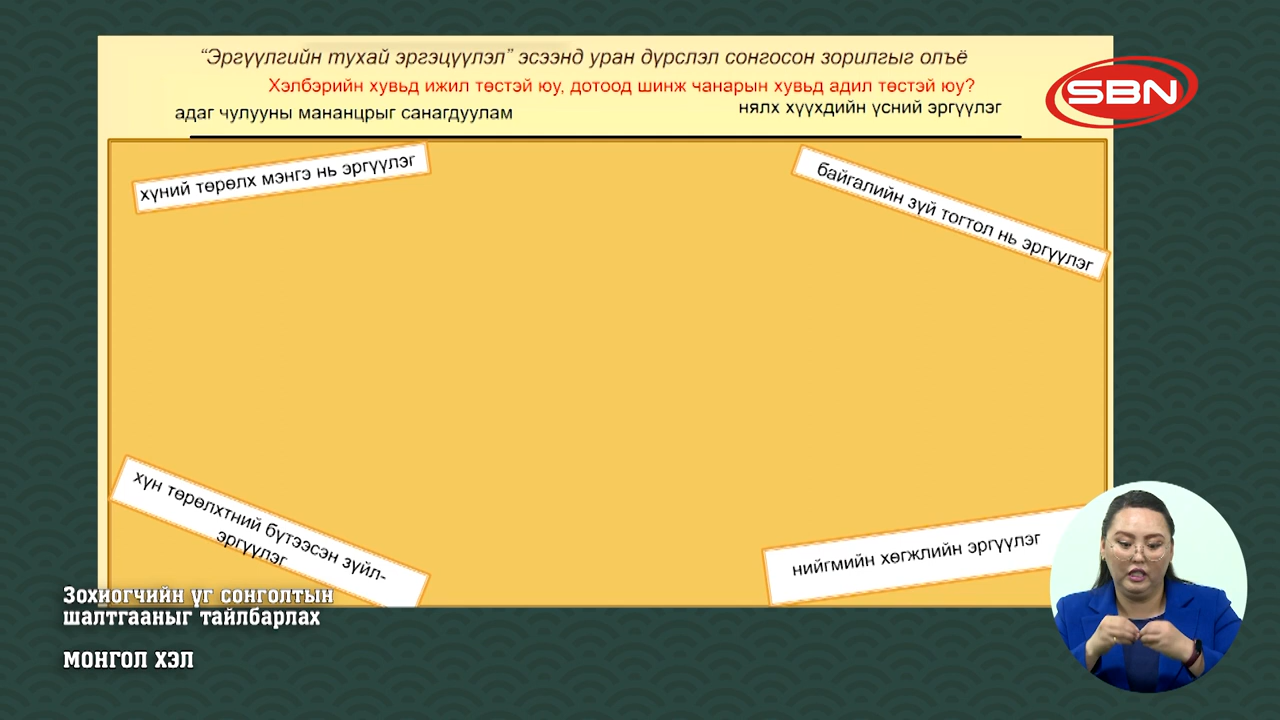 “Эргүүлгийн тухай эргэцүүлэл” эсээнд уран дүрслэл сонгосон зорилгыг олъё
Хэлбэрийн хувьд ижил төстэй юу, дотоод шинж чанарын хувьд адил төстэй юу?
адаг чулууны мананцрыг санагдуулам
нялх хүүхдийн үсний эргүүлэг
SBN
хүний төрөлх мэнгэ нь эргүүлэг
байгалийн зүй тогтол нь эргүүлэг
хүн төрөлхтний бүтээсэн зүйл-
эргүүлэг
нийгмийн хөгжлийн эргүүлэг
Зохиогчийн үг сонголтын
шалтгааныг тайлбарлах
МОНГОЛ ХЭЛ